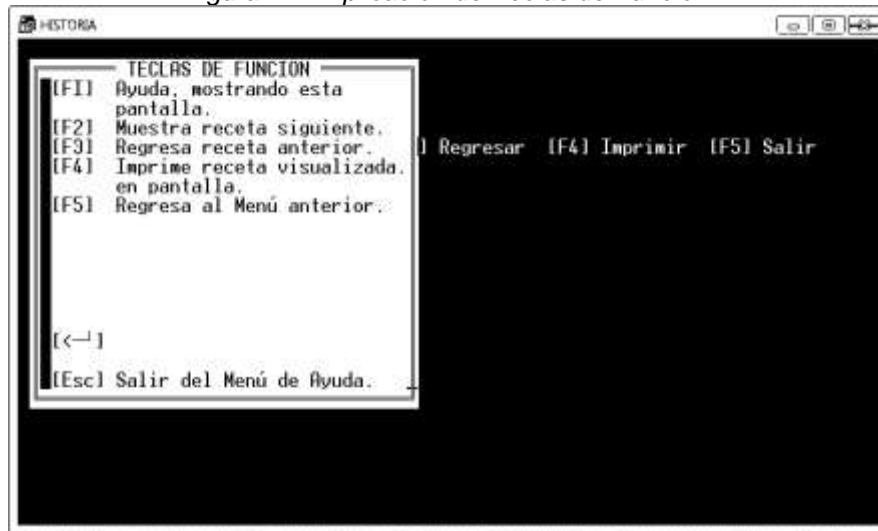 HISTORIA
TECLAS DE FUNCION
[FI] Ayuda, mostrando esta
pantalla.
[F2] Muestra receta siguiente.
[F3] Regresa receta anterior.
] Regresar [F4] Imprimir [F5] Salir
[F4] Imprime receta visualizada.
en pantalla.
[F5] Regresa al Menú anterior.
[<─┘]
[Esc] Salir del Menú de Ayuda.